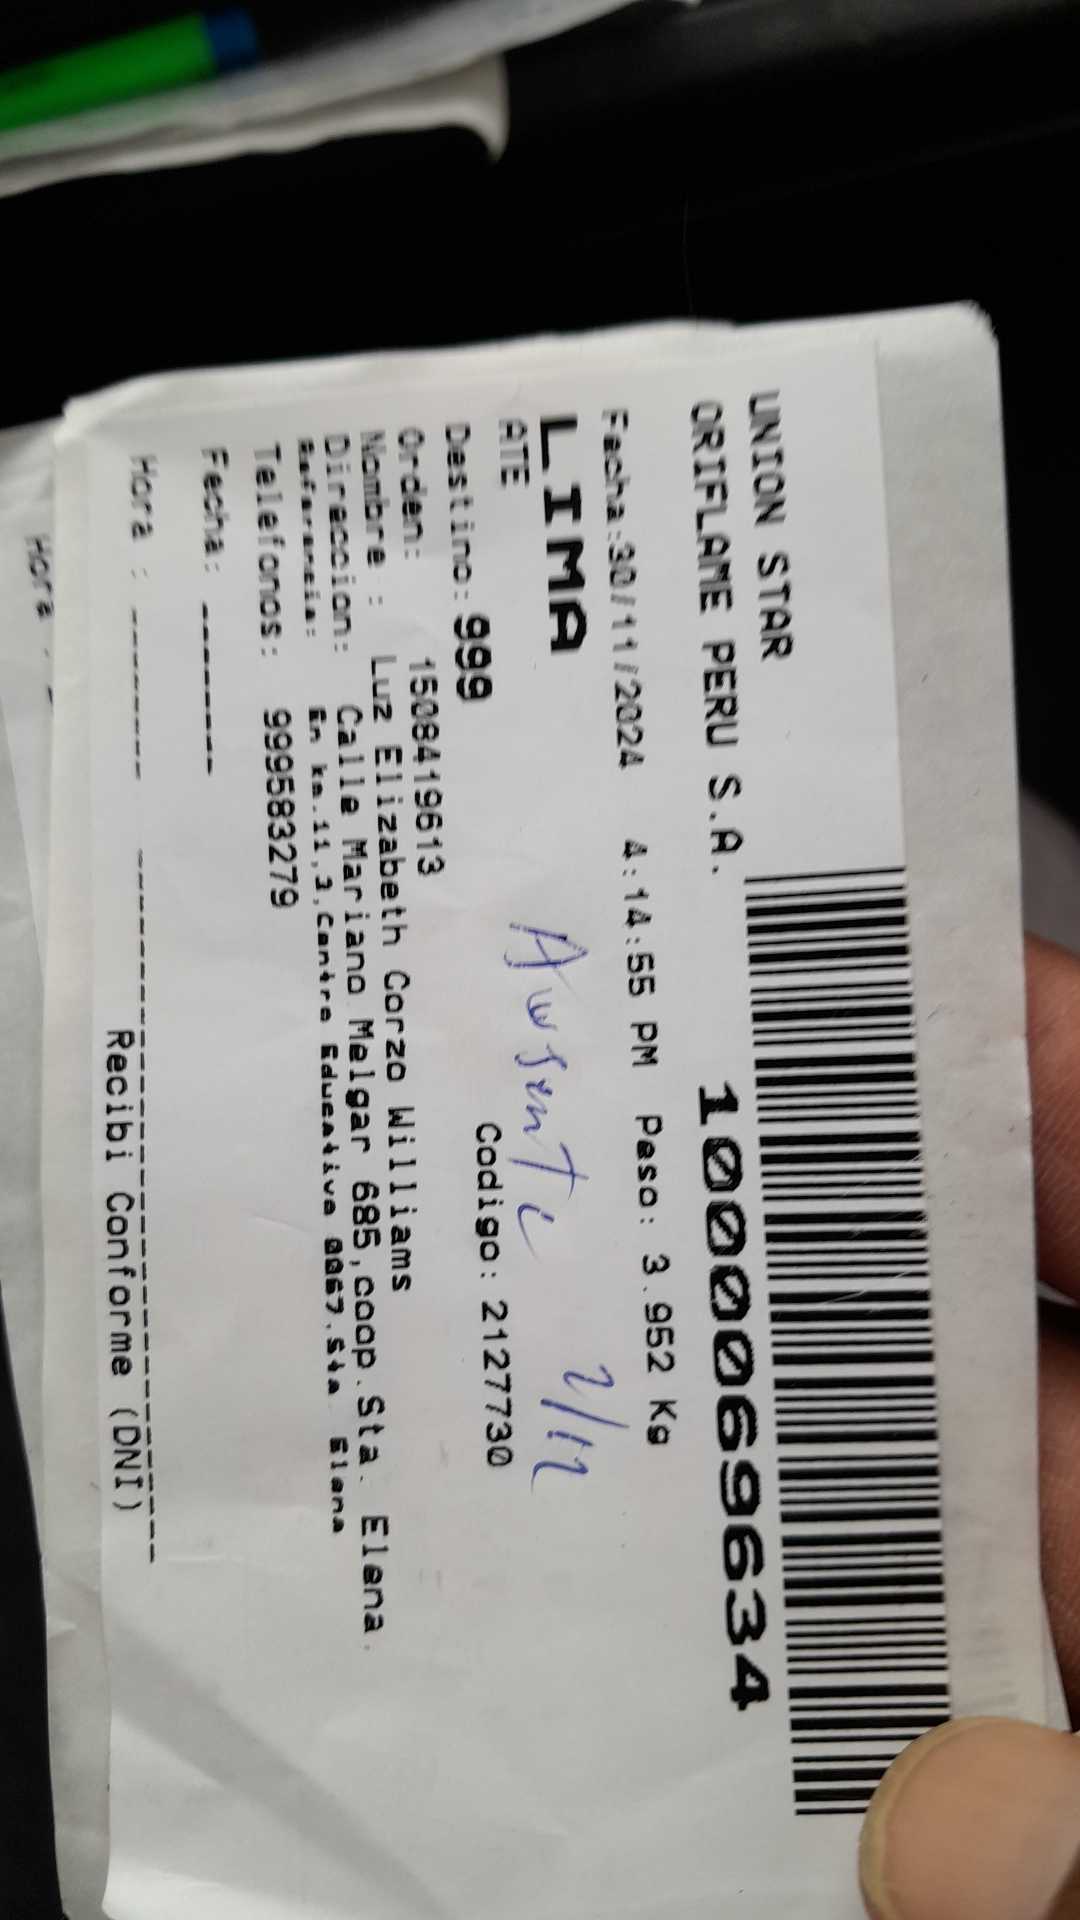 UNION STAR
ORIFLAME PERU S.A.
1000069634
Fecha:30/11/2024 4:14:55 PM Peso: 3.952 Kg
LIMA
2/12
ATE
Ausente
Destino: 999 Codigo: 2127730
Orden: 1508419613
Nombre : Luz Elizabeth Corzo Williams
Direccion: Calle Mariano Melgar 685,coop.Sta. Elena.
Referencia: En km.11,3,Centro Educativo 0067.Sta Elena
Telefonos: 999583279
Fecha: -------
Hora : -------
Recibi Conforme (DNI)
Hora